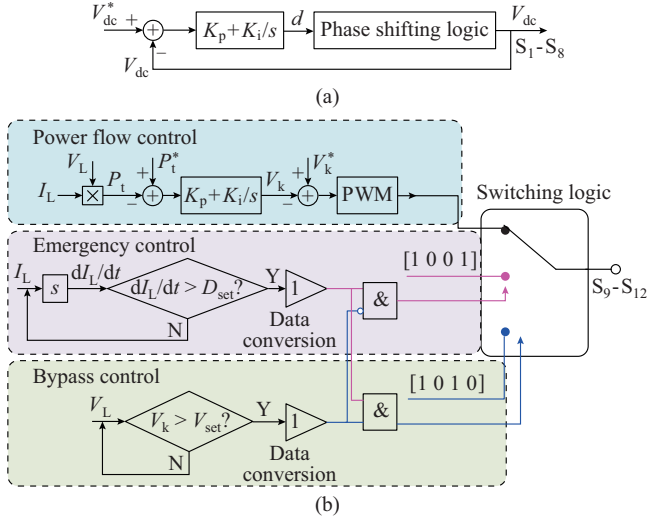 V*dc + − Kp+Ki/s d Phase shifting logic Vdc
Vdc S1-S8
(a)
Power flow control
VL Pt + P*t + V*k
IL × − + Kp+Ki/s Vk − + PWM
Switching logic
Emergency control
[1 0 0 1]
IL s dIL/dt dIL/dt > Dset? Y 1 &
N
Data
conversion
S9-S12
Bypass control
[1 0 1 0]
VL Vk > Vset? Y 1 &
N
Data
conversion
(b)